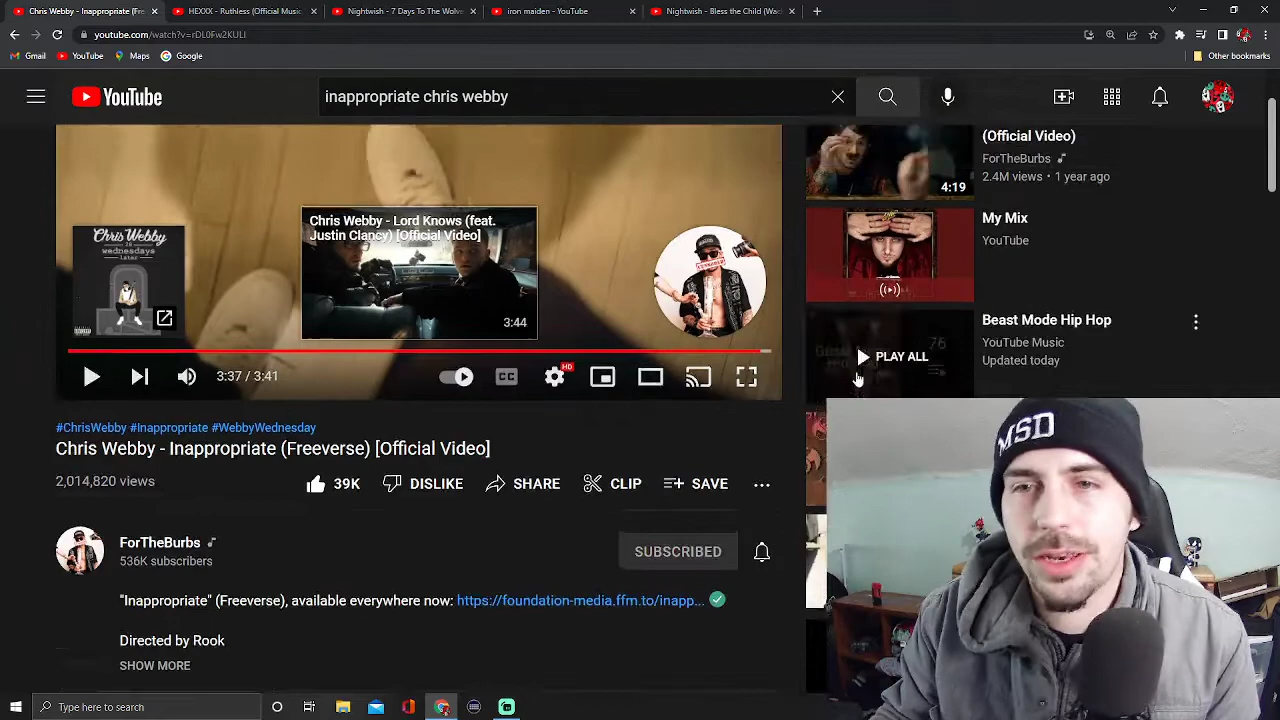 Chris Webby - Inappropriate (Fre
HEXXX - Ruthless (Official Music
Nightwish - 7 Days To The Wolve
iron maiden - YouTube
Nightwish - Bless the Child (Wac
youtube.com/watch?v=rDL0Fw2KULI
Gmail
YouTube
Maps
Google
Other bookmarks
YouTube
inappropriate chris webby
(Official Video)
ForTheBurbs
2.4M views • 1 year ago
4:19
My Mix
YouTube
Beast Mode Hip Hop
YouTube Music
Updated today
76
PLAY ALL
Chris Webby
wednesdays
later
Chris Webby - Lord Knows (feat.
Justin Clancy) [Official Video]
3:44
3:37 / 3:41
CC
HD
#ChrisWebby #Inappropriate #WebbyWednesday
Chris Webby - Inappropriate (Freeverse) [Official Video]
2,014,820 views
39K
DISLIKE
SHARE
CLIP
SAVE
ForTheBurbs
536K subscribers
SUBSCRIBED
"Inappropriate" (Freeverse), available everywhere now: https://foundation-media.ffm.to/inapp...
Directed by Rook
SHOW MORE
MSD
Type here to search